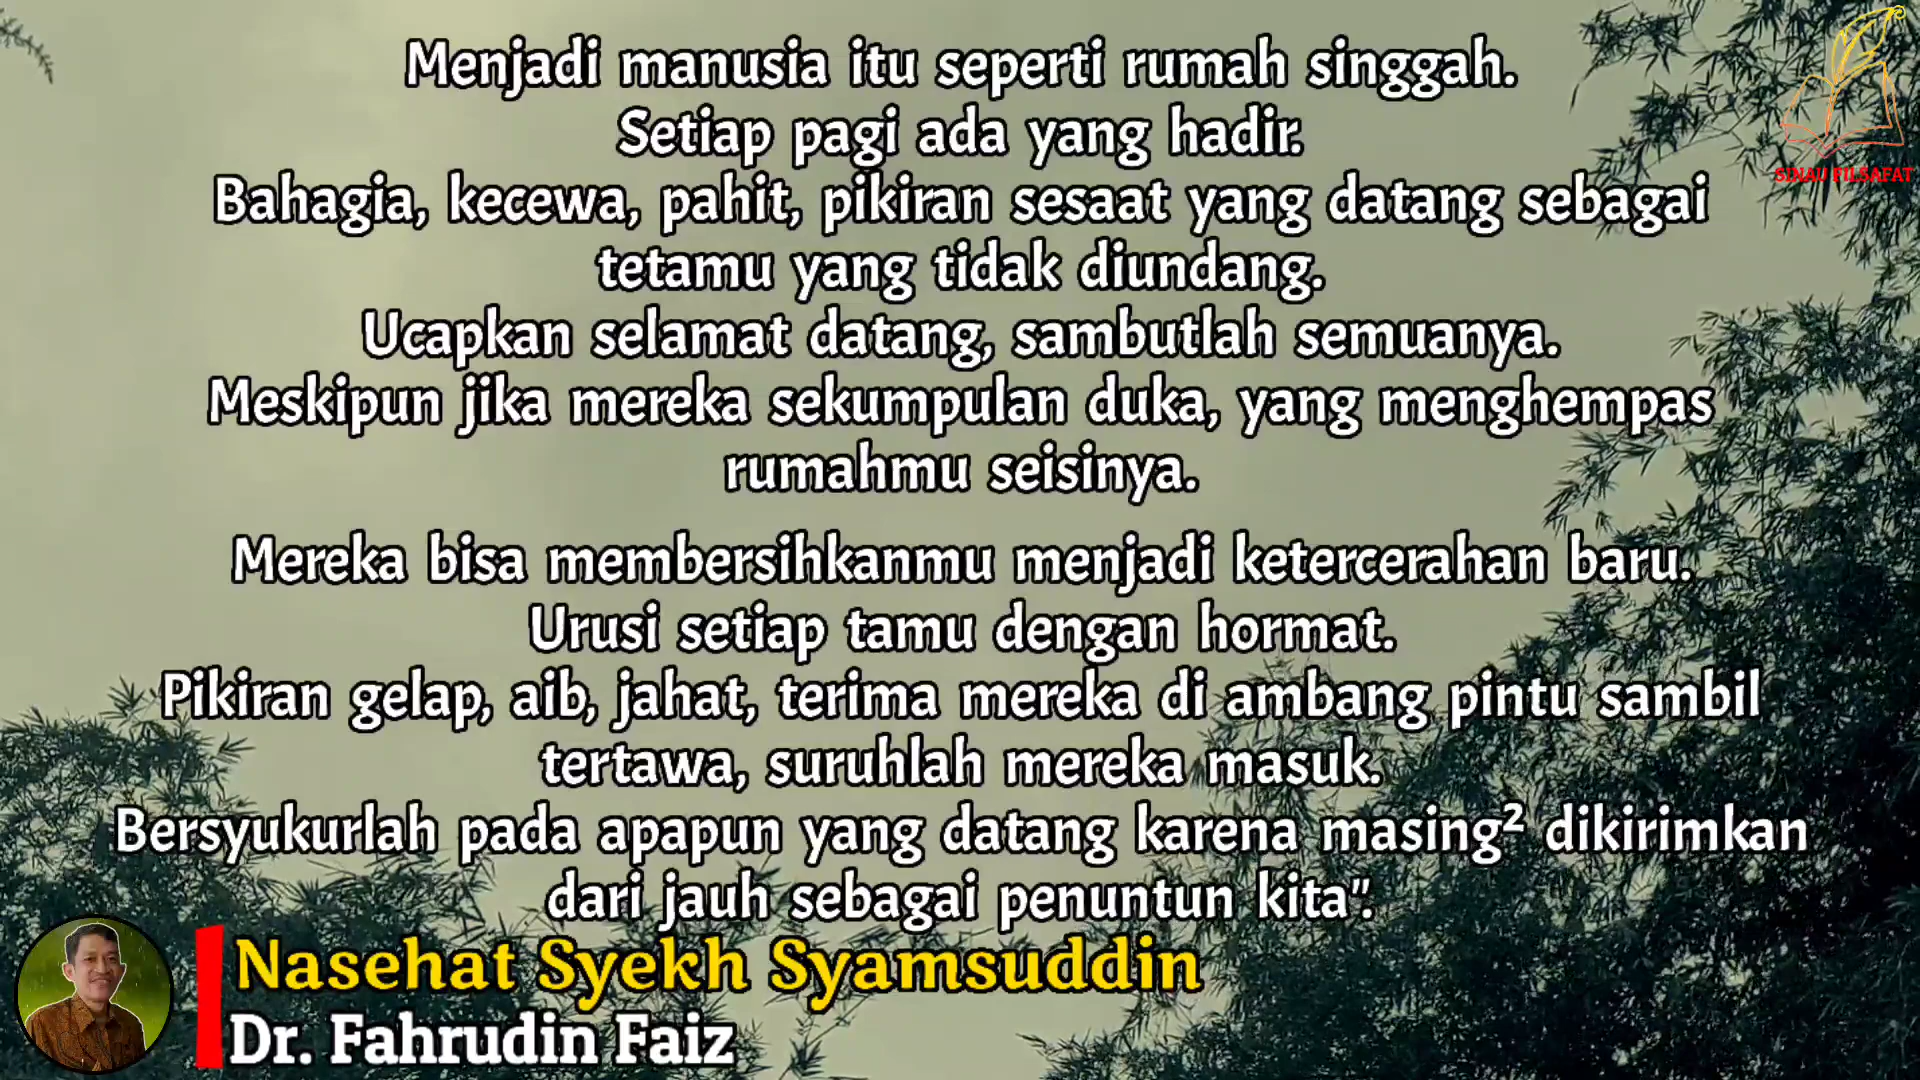 Menjadi manusia itu seperti rumah singgah.
Setiap pagi ada yang hadir.
Bahagia, kecewa, pahit, pikiran sesaat yang datang sebagai
tetamu yang tidak diundang.
Ucapkan selamat datang, sambutlah semuanya.
Meskipun jika mereka sekumpulan duka, yang menghempas
rumahmu seisinya.
Mereka bisa membersihkanmu menjadi ketercerahan baru.
Urusi setiap tamu dengan hormat.
Pikiran gelap, aib, jahat, terima mereka di ambang pintu sambil
tertawa, suruhlah mereka masuk.
Bersyukurlah pada apapun yang datang karena masing² dikirimkan
dari jauh sebagai penuntun kita".
Nasehat Syekh Syamsuddin
Dr. Fahrudin Faiz
SINAU FILSAFAT